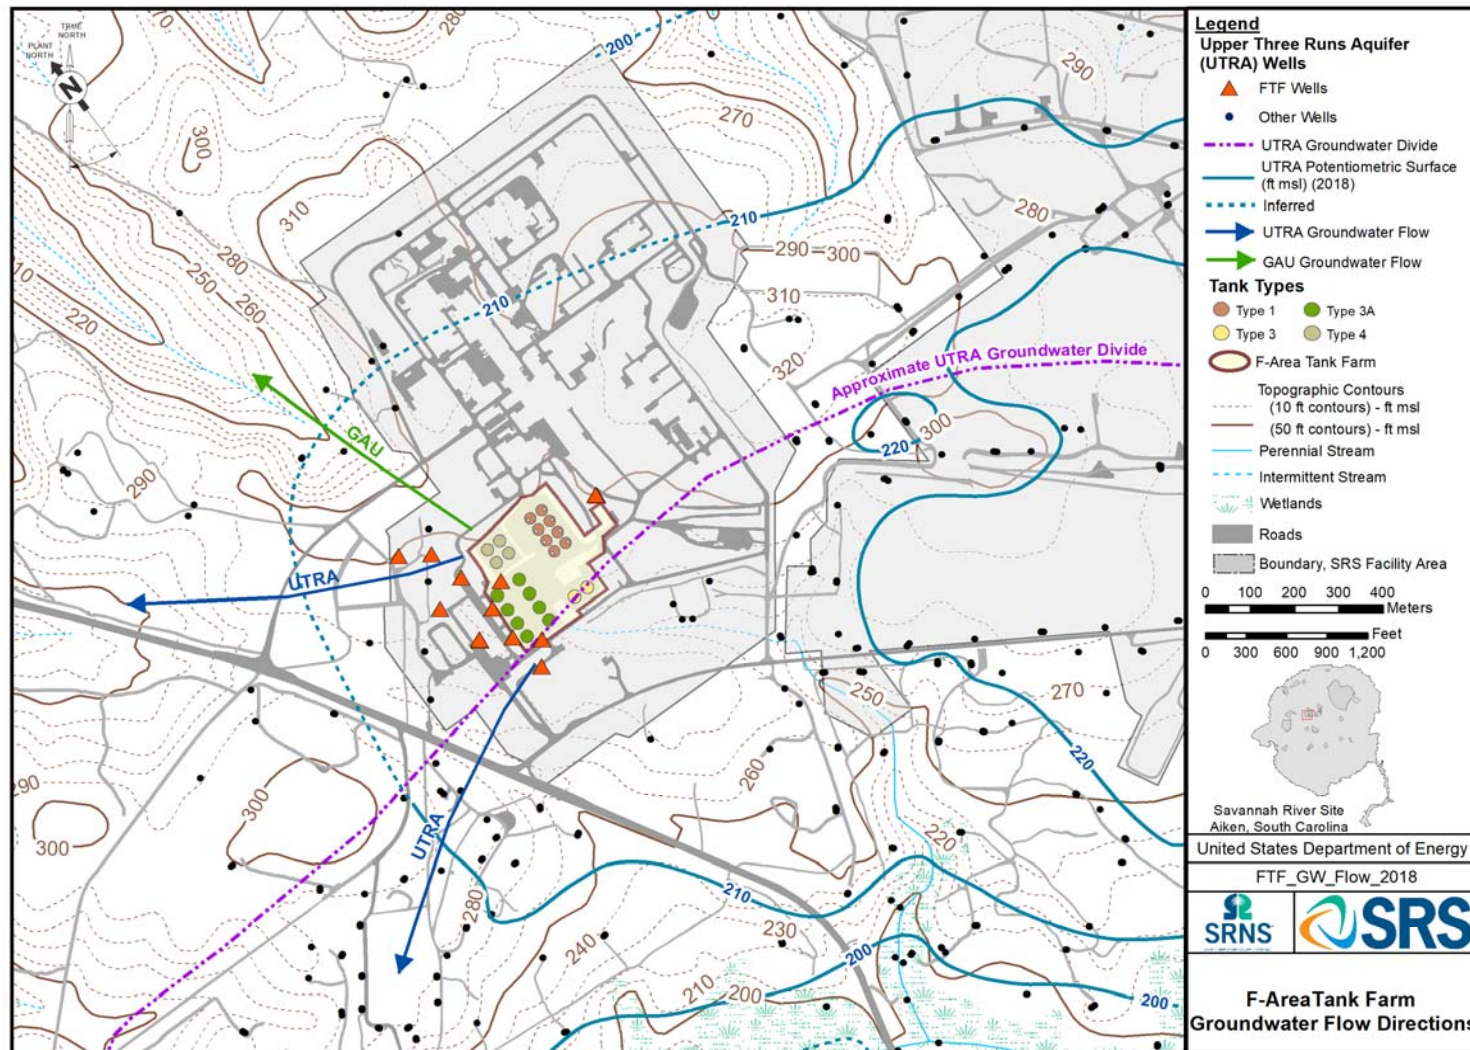 TRUE
NORTH
PLANT
NORTH
N
280
200
290
270
300
310
210
280
280
290
300
250
260
210
310
10
220
320
Approximate UTRA Groundwater Divide
300
220
GAU
290
UTRA
250
270
220
260
290
300
300
UTRA
220
280
210
230
240
200
210
200
200
Legend
Upper Three Runs Aquifer
(UTRA) Wells
FTF Wells
Other Wells
UTRA Groundwater Divide
UTRA Potentiometric Surface
(ft msl) (2018)
Inferred
UTRA Groundwater Flow
GAU Groundwater Flow
Tank Types
Type 1
Type 3A
Type 3
Type 4
F-Area Tank Farm
Topographic Contours
(10 ft contours) - ft msl
(50 ft contours) - ft msl
Perennial Stream
Intermittent Stream
Wetlands
Roads
Boundary, SRS Facility Area
0 100 200 300 400
Meters
Feet
0 300 600 900 1,200
Savannah River Site
Aiken, South Carolina
United States Department of Energy
FTF_GW_Flow_2018
SRNS
SRS
F-AreaTank Farm
Groundwater Flow Directions